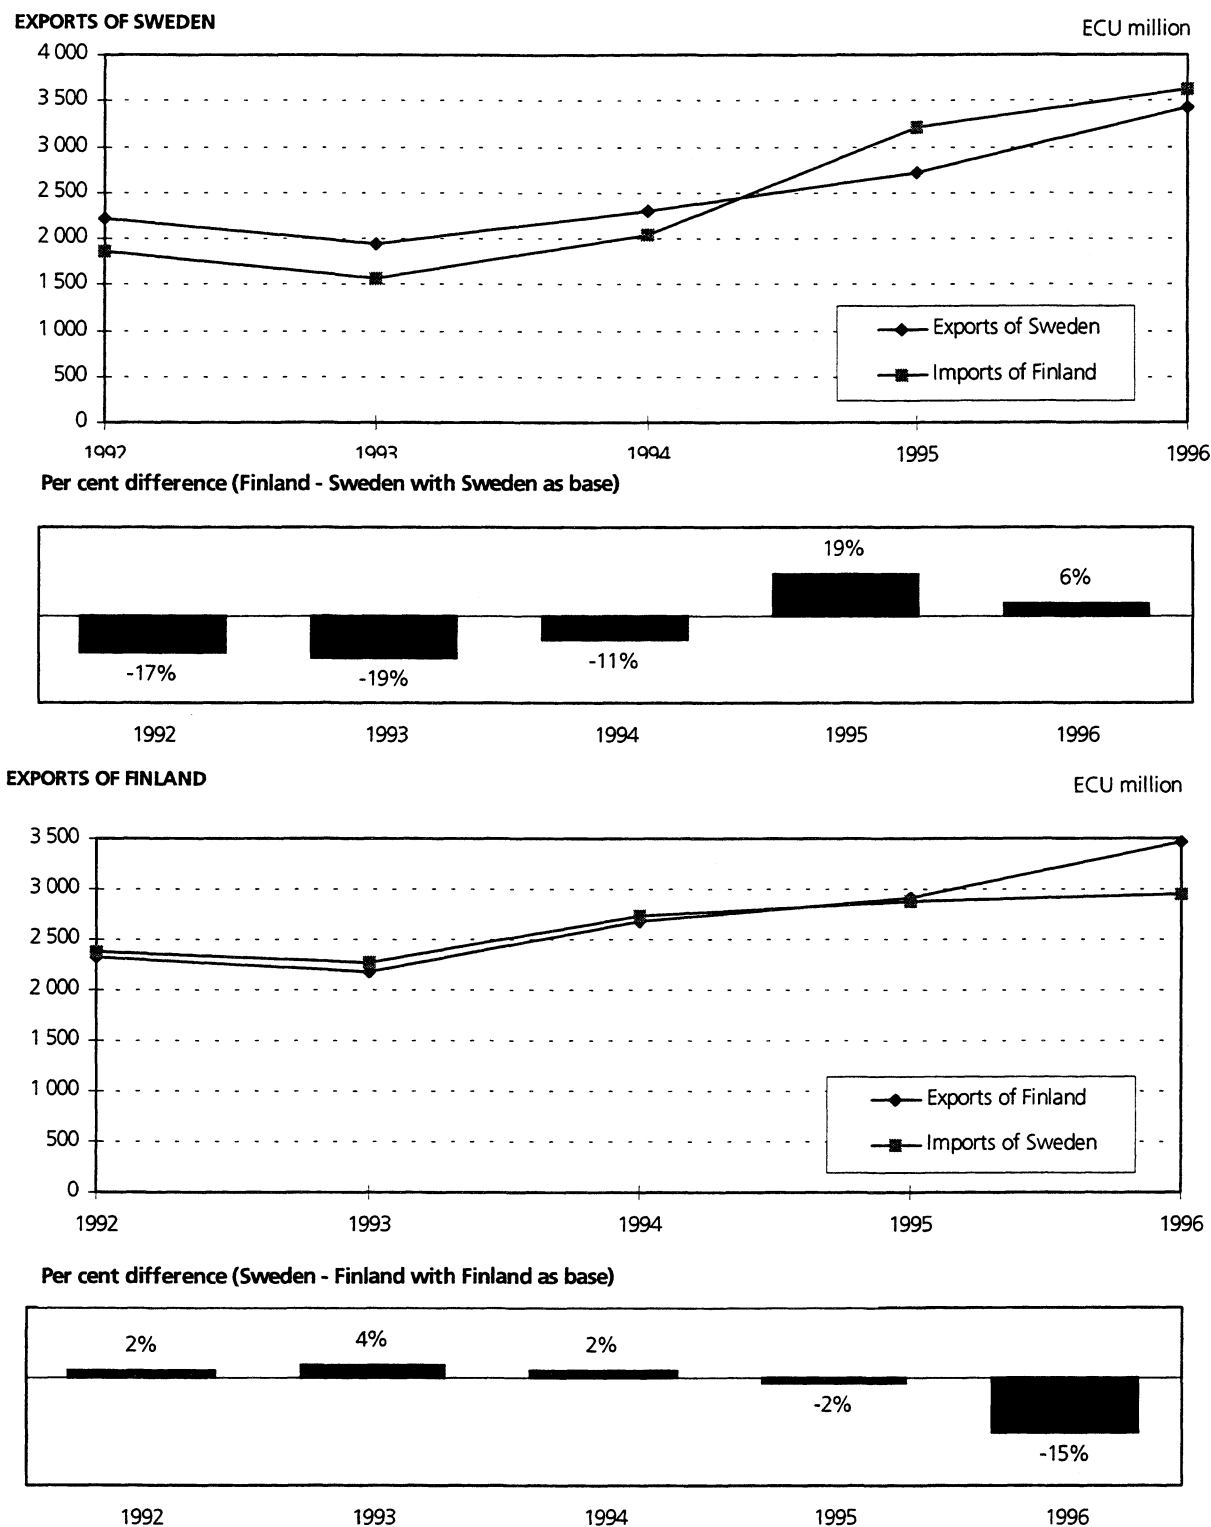 EXPORTS OF SWEDEN
ECU million
4 000
3 500
3 000
2 500
2 000
1 500
1 000
500
0
Exports of Sweden
Imports of Finland
1992 1993 1994 1995 1996
Per cent difference (Finland - Sweden with Sweden as base)
19%
6%
-17%
-19%
-11%
1992 1993 1994 1995 1996
EXPORTS OF FINLAND
ECU million
3 500
3 000
2 500
2 000
1 500
1 000
500
0
Exports of Finland
Imports of Sweden
1992 1993 1994 1995 1996
Per cent difference (Sweden - Finland with Finland as base)
2%
4%
2%
-2%
-15%
1992 1993 1994 1995 1996